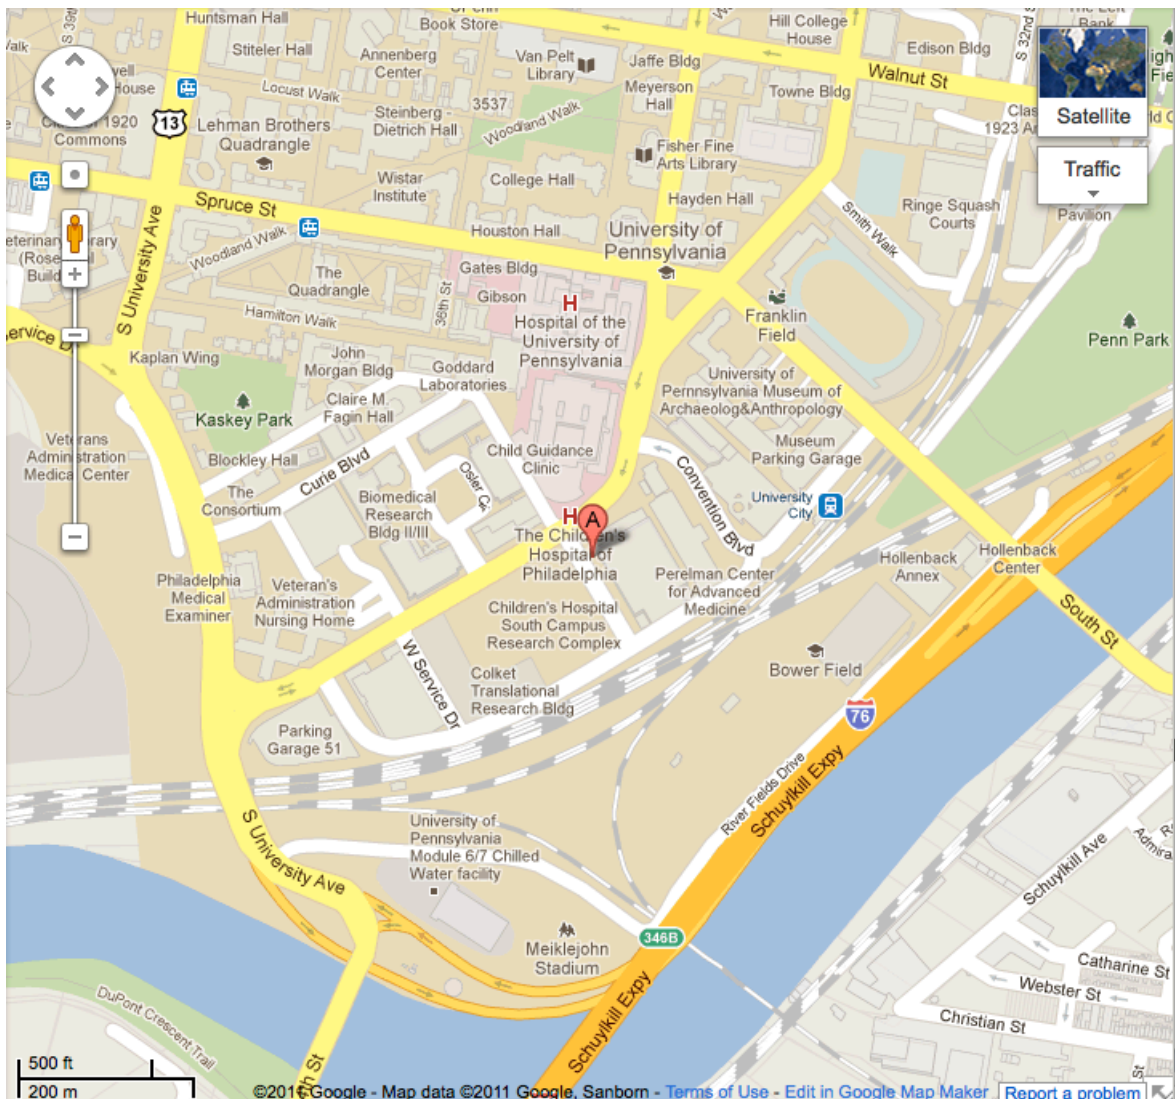 Huntsman Hall
Book Store
Hill College
House
S 39th
S 32nd S
Bank
Stiteler Hall
Annenberg
Center
Van Pelt
Library
Jaffe Bldg
Edison Bldg
Walnut St
Locust Walk
House
3537
Meyerson
Hall
Towne Bldg
Satellite
13
Lehman Brothers
Quadrangle
Steinberg -
Dietrich Hall
Woodland Walk
1923
1920
Commons
Fisher Fine
Arts Library
Traffic
Wistar
Institute
College Hall
Hayden Hall
Spruce St
Ringe Squash
Courts
Pavilion
Smith Walk
Houston Hall
University of
Pennsylvania
Woodland Walk
S University Ave
The
Quadrangle
Gates Bldg
Gibson
36th St
Hamilton Walk
H
Hospital of the
University of
Pennsylvania
Franklin
Field
Penn Park
Kaplan Wing
John
Morgan Bldg
Goddard
Laboratories
University of
Pernnsylvania Museum of
Archaeolog&Anthropology
Claire M.
Fagin Hall
Kaskey Park
Veterans
Administration
Medical Center
Blockley Hall
Curie Blvd
Child Guidance
Clinic
Museum
Parking Garage
Osler Cir
Convention Blvd
The
Consortium
Biomedical
Research
Bldg II/III
University
City
H
A
The Children's
Hospital of
Philadelphia
Hollenback
Annex
Hollenback
Center
Philadelphia
Medical
Examiner
Veteran's
Administration
Nursing Home
Perelman Center
for Advanced
Medicine
South St
Children's Hospital
South Campus
Research Complex
W Service Dr
Bower Field
Colket
Translational
Research Bldg
76
Parking
Garage 51
River Fields Drive
Schuylkill Expy
S University Ave
University of
Pennsylvania
Module 6/7 Chilled
Water facility
Schuylkill Ave
346B
Meiklejohn
Stadium
Schuylkill Expy
Catharine St
Webster St
Christian St
DuPont Crescent Trail
500 ft
200 m
Google - Map data ©2011 Google, Sanborn - Terms of Use - Edit in Google Map Maker
Report a problem